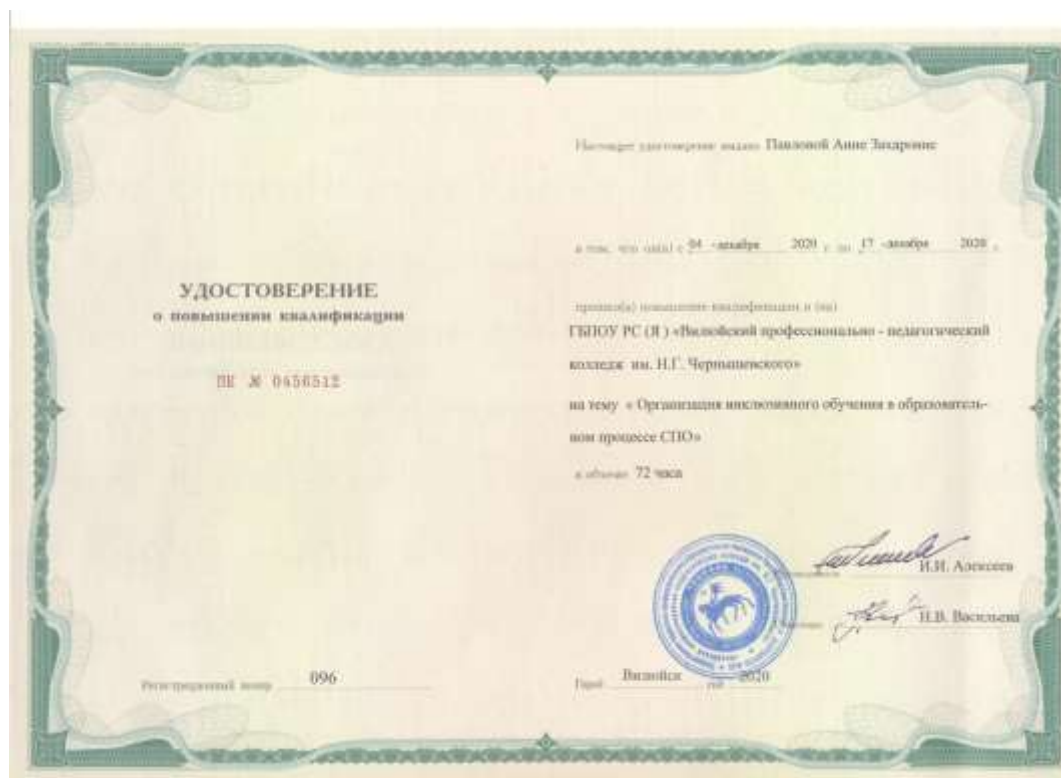 УДОСТОВЕРЕНИЕ
о повышении квалификации
ПК № 0456512
Регистрационный номер 096
Настоящее удостоверение выдано Павловой Анне Захаровне
в том, что он(а) с 04 -декабря 2020 г. по 17 -декабря 2020 г.
прошел(а) повышение квалификации в (на)
ГБПОУ РС (Я ) «Вилюйский профессионально - педагогический
колледж им. Н.Г. Чернышевского»
на тему « Организация инклюзивного обучения в образователь-
ном процессе СПО»
в объеме 72 часа
И.И. Алексеев
Н.В. Васильева
Город Вилюйск год 2020